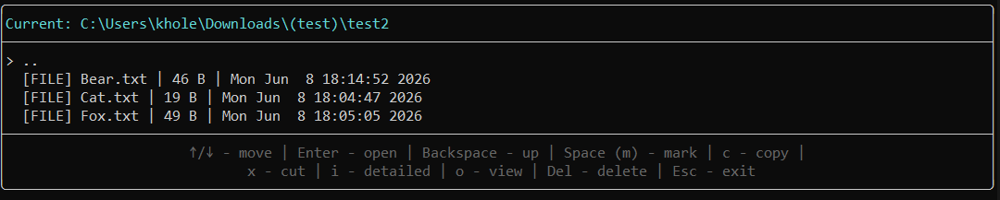 Current: C:\Users\khole\Downloads\(test)\test2
> ..
[FILE] Bear.txt | 46 B | Mon Jun  8 18:14:52 2026
[FILE] Cat.txt | 19 B | Mon Jun  8 18:04:47 2026
[FILE] Fox.txt | 49 B | Mon Jun  8 18:05:05 2026
↑/↓ - move | Enter - open | Backspace - up | Space (m) - mark | c - copy |
x - cut | i - detailed | o - view | Del - delete | Esc - exit